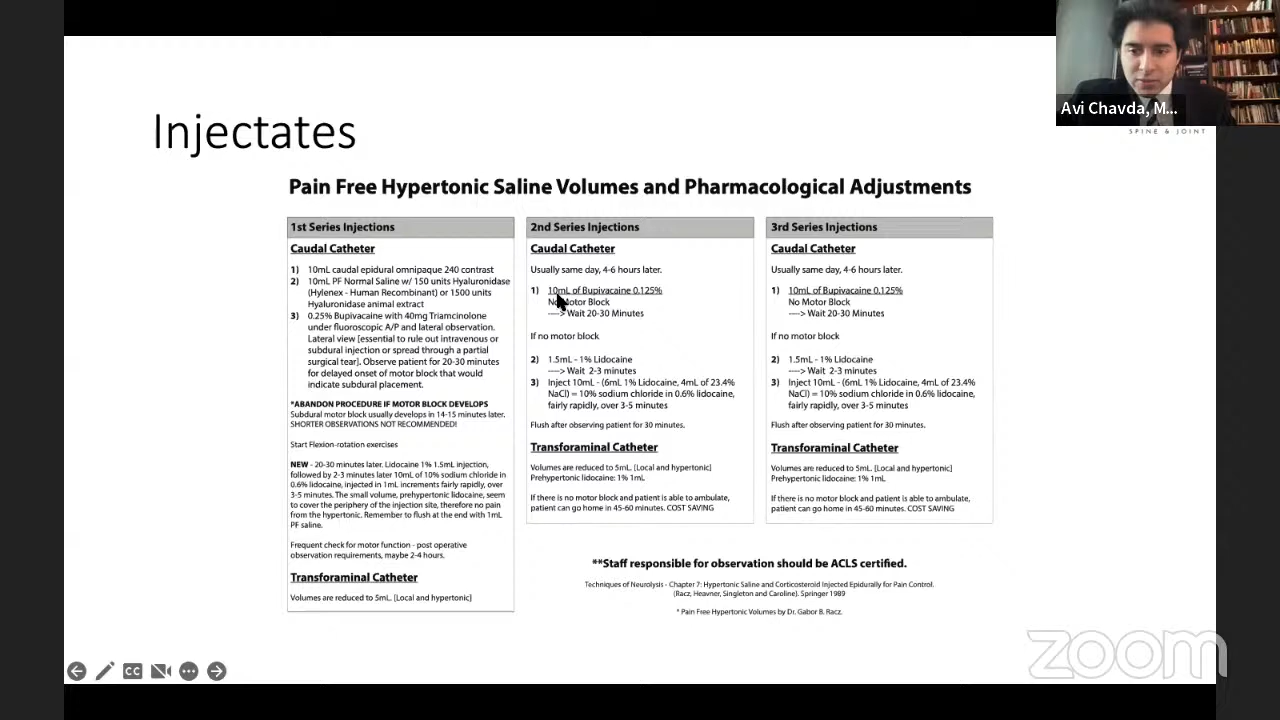 Avi Chavda, M...
SPINE & JOINT
Injectates
Pain Free Hypertonic Saline Volumes and Pharmacological Adjustments
1st Series Injections
Caudal Catheter
1) 10mL caudal epidural omnipaque 240 contrast
2) 10mL PF Normal Saline w/ 150 units Hyaluronidase
(Hylenex - Human Recombinant) or 1500 units
Hyaluronidase animal extract
3) 0.25% Bupivacaine with 40mg Triamcinolone
under fluoroscopic A/P and lateral observation.
Lateral view [essential to rule out intravenous or
subdural injection or spread through a partial
surgical tear]. Observe patient for 20-30 minutes
for delayed onset of motor block that would
indicate subdural placement.
*ABANDON PROCEDURE IF MOTOR BLOCK DEVELOPS
Subdural motor block usually develops in 14-15 minutes later.
SHORTER OBSERVATIONS NOT RECOMMENDED!
Start Flexion-rotation exercises
NEW - 20-30 minutes later. Lidocaine 1% 1.5mL injection,
followed by 2-3 minutes later 10mL of 10% sodium chloride in
0.6% lidocaine, injected in 1mL increments fairly rapidly, over
3-5 minutes. The small volume, prehypertonic lidocaine, seem
to cover the periphery of the injection site, therefore no pain
from the hypertonic. Remember to flush at the end with 1mL
PF saline.
Frequent check for motor function - post operative
observation requirements, maybe 2-4 hours.
Transforaminal Catheter
Volumes are reduced to 5mL. [Local and hypertonic]
2nd Series Injections
Caudal Catheter
Usually same day, 4-6 hours later.
1) 10mL of Bupivacaine 0.125%
No Motor Block
----> Wait 20-30 Minutes
If no motor block
2) 1.5mL - 1% Lidocaine
----> Wait 2-3 minutes
3) Inject 10mL - (6mL 1% Lidocaine, 4mL of 23.4%
NaCl) = 10% sodium chloride in 0.6% lidocaine,
fairly rapidly, over 3-5 minutes
Flush after observing patient for 30 minutes.
Transforaminal Catheter
Volumes are reduced to 5mL. [Local and hypertonic]
Prehypertonic lidocaine: 1% 1mL
If there is no motor block and patient is able to ambulate,
patient can go home in 45-60 minutes. COST SAVING
3rd Series Injections
Caudal Catheter
Usually same day, 4-6 hours later.
1) 10mL of Bupivacaine 0.125%
No Motor Block
----> Wait 20-30 Minutes
If no motor block
2) 1.5mL - 1% Lidocaine
----> Wait 2-3 minutes
3) Inject 10mL - (6mL 1% Lidocaine, 4mL of 23.4%
NaCl) = 10% sodium chloride in 0.6% lidocaine,
fairly rapidly, over 3-5 minutes
Flush after observing patient for 30 minutes.
Transforaminal Catheter
Volumes are reduced to 5mL. [Local and hypertonic]
Prehypertonic lidocaine: 1% 1mL
If there is no motor block and patient is able to ambulate,
patient can go home in 45-60 minutes. COST SAVING
**Staff responsible for observation should be ACLS certified.
Techniques of Neurolysis - Chapter 7: Hypertonic Saline and Corticosteroid Injected Epidurally for Pain Control.
(Racz, Heavner, Singleton and Caroline). Springer 1989
* Pain Free Hypertonic Volumes by Dr. Gabor B. Racz.
CC
zoom